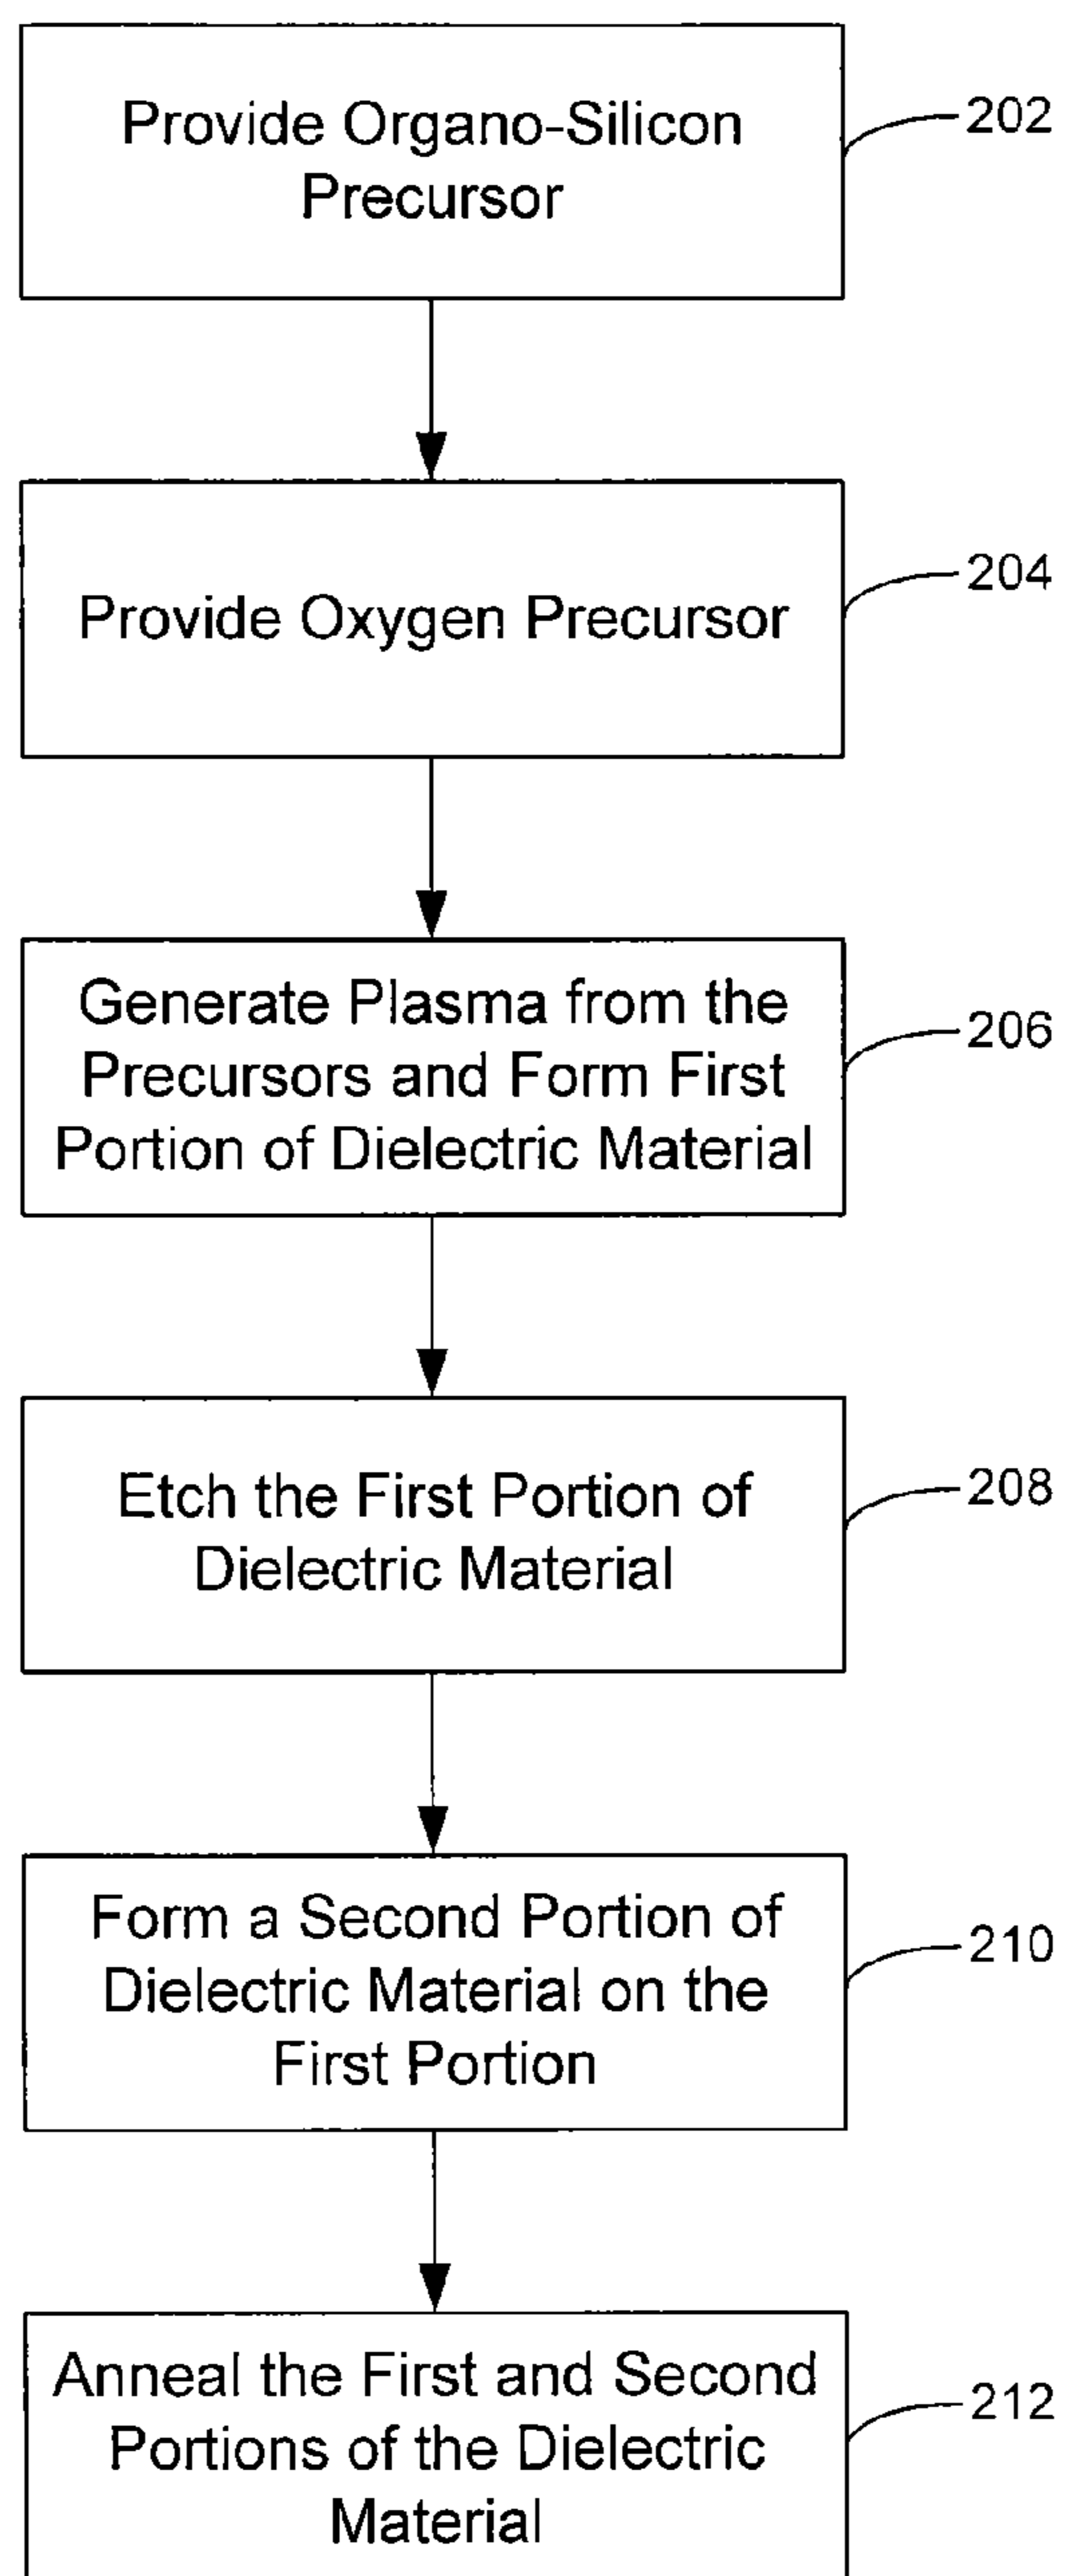 Provide Organo-Silicon
Precursor
202
Provide Oxygen Precursor
204
Generate Plasma from the
Precursors and Form First
Portion of Dielectric Material
206
Etch the First Portion of
Dielectric Material
208
Form a Second Portion of
Dielectric Material on the
First Portion
210
Anneal the First and Second
Portions of the Dielectric
Material
212